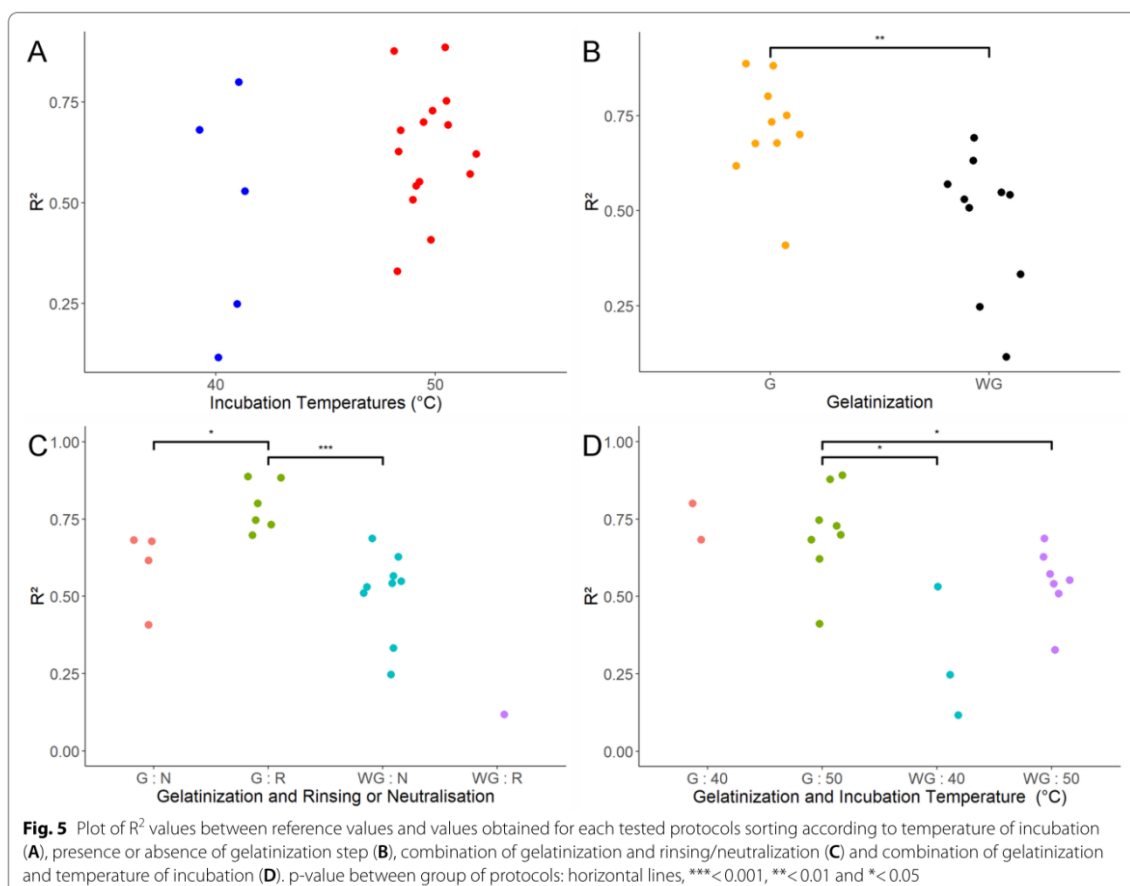 A
B
**
0.75
0.50
0.25
R²
40
50
Incubation Temperatures (°C)
0.75
0.50
0.25
R²
G
WG
Gelatinization
C
D
*
***
*
*
1.00
0.75
0.50
0.25
0.00
R²
G : N
G : R
WG : N
WG : R
Gelatinization and Rinsing or Neutralisation
1.00
0.75
0.50
0.25
0.00
R²
G : 40
G : 50
WG : 40
WG : 50
Gelatinization and Incubation Temperature (°C)
Fig. 5 Plot of R² values between reference values and values obtained for each tested protocols sorting according to temperature of incubation
(A), presence or absence of gelatinization step (B), combination of gelatinization and rinsing/neutralization (C) and combination of gelatinization
and temperature of incubation (D). p-value between group of protocols: horizontal lines, ***< 0.001, **< 0.01 and *< 0.05